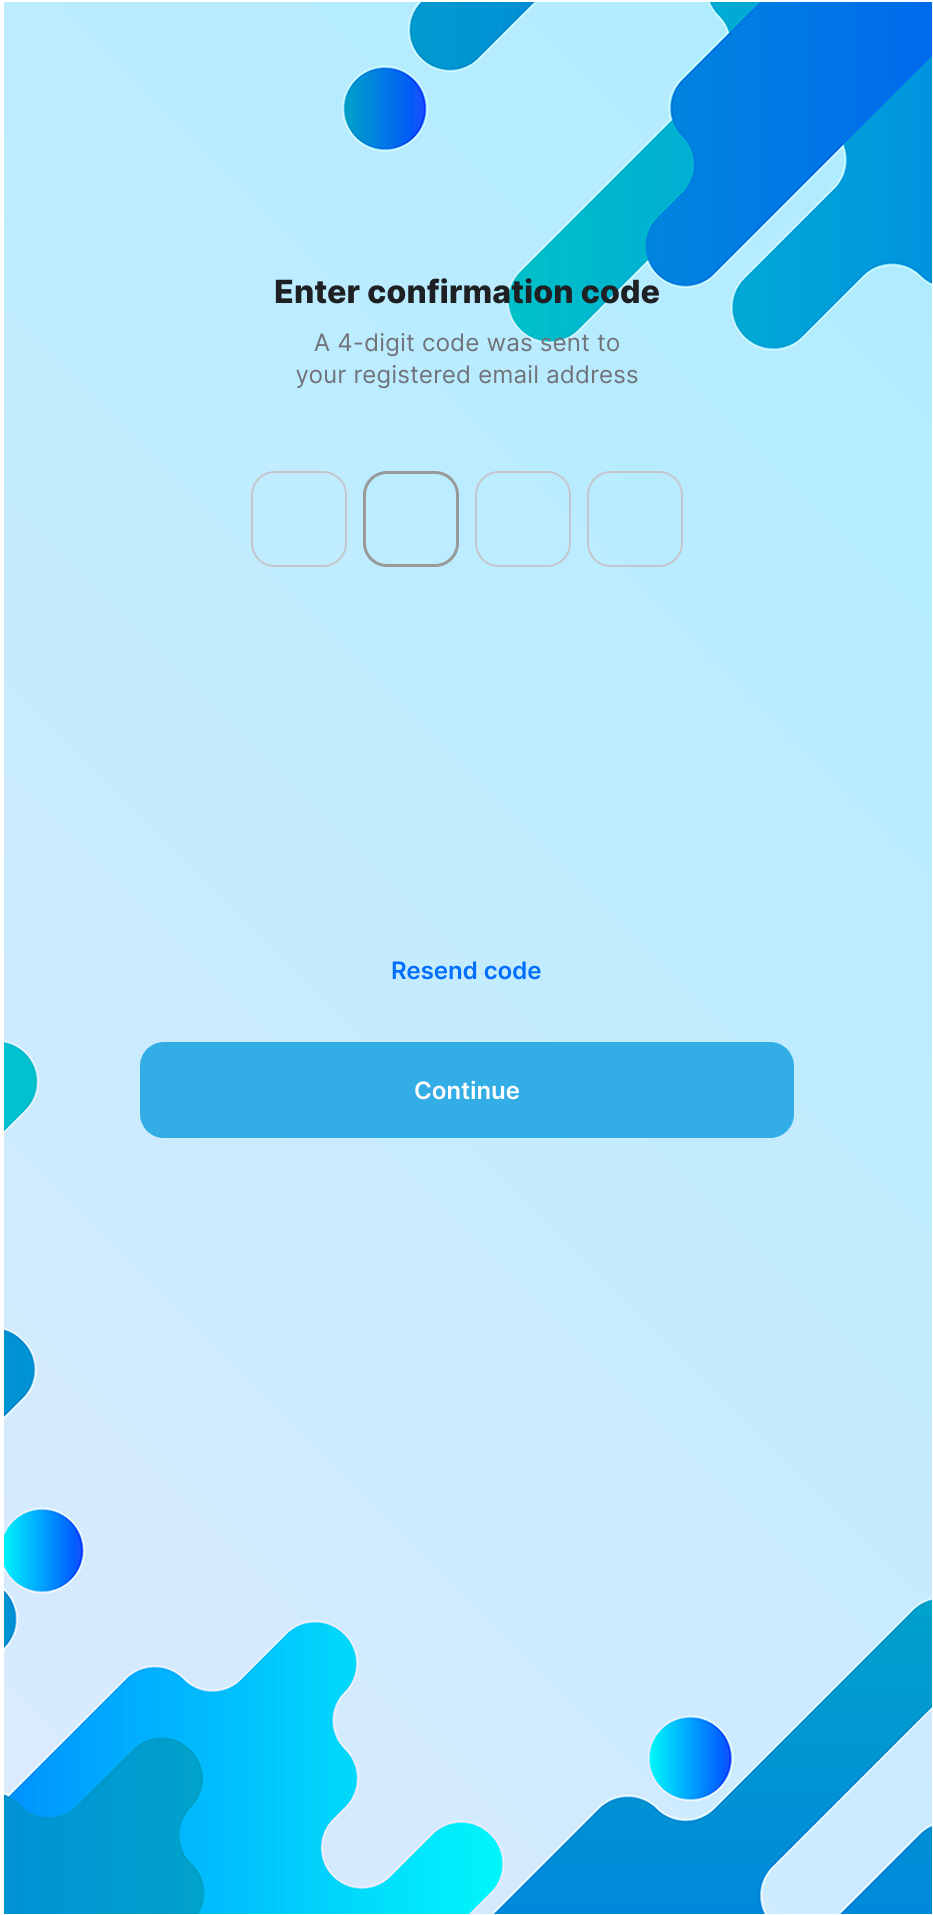 Enter confirmation code
A 4-digit code was sent to
your registered email address
Resend code
Continue